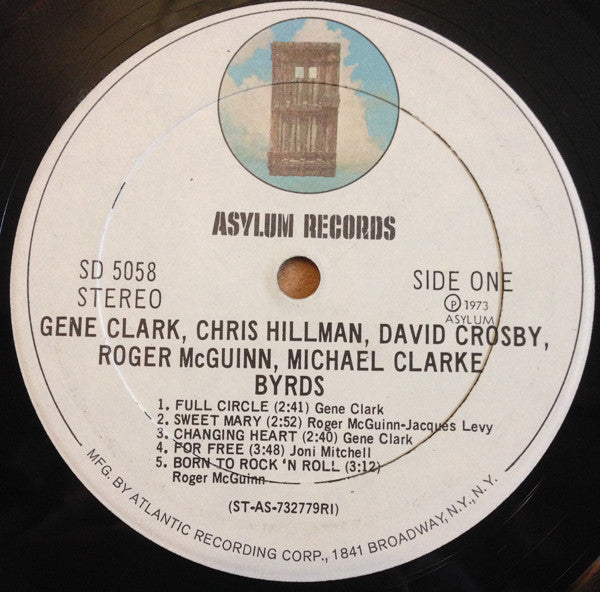 ASYLUM RECORDS
SD 5058
STEREO
SIDE ONE
℗ 1973
ASYLUM
GENE CLARK, CHRIS HILLMAN, DAVID CROSBY,
ROGER McGUINN, MICHAEL CLARKE
BYRDS
1. FULL CIRCLE (2:41) Gene Clark
2. SWEET MARY (2:52) Roger McGuinn-Jacques Levy
3. CHANGING HEART (2:40) Gene Clark
4. FOR FREE (3:48) Joni Mitchell
5. BORN TO ROCK 'N ROLL (3:12)
Roger McGuinn
(ST-AS-732779RI)
MFG. BY ATLANTIC RECORDING CORP., 1841 BROADWAY, N.Y., N.Y.